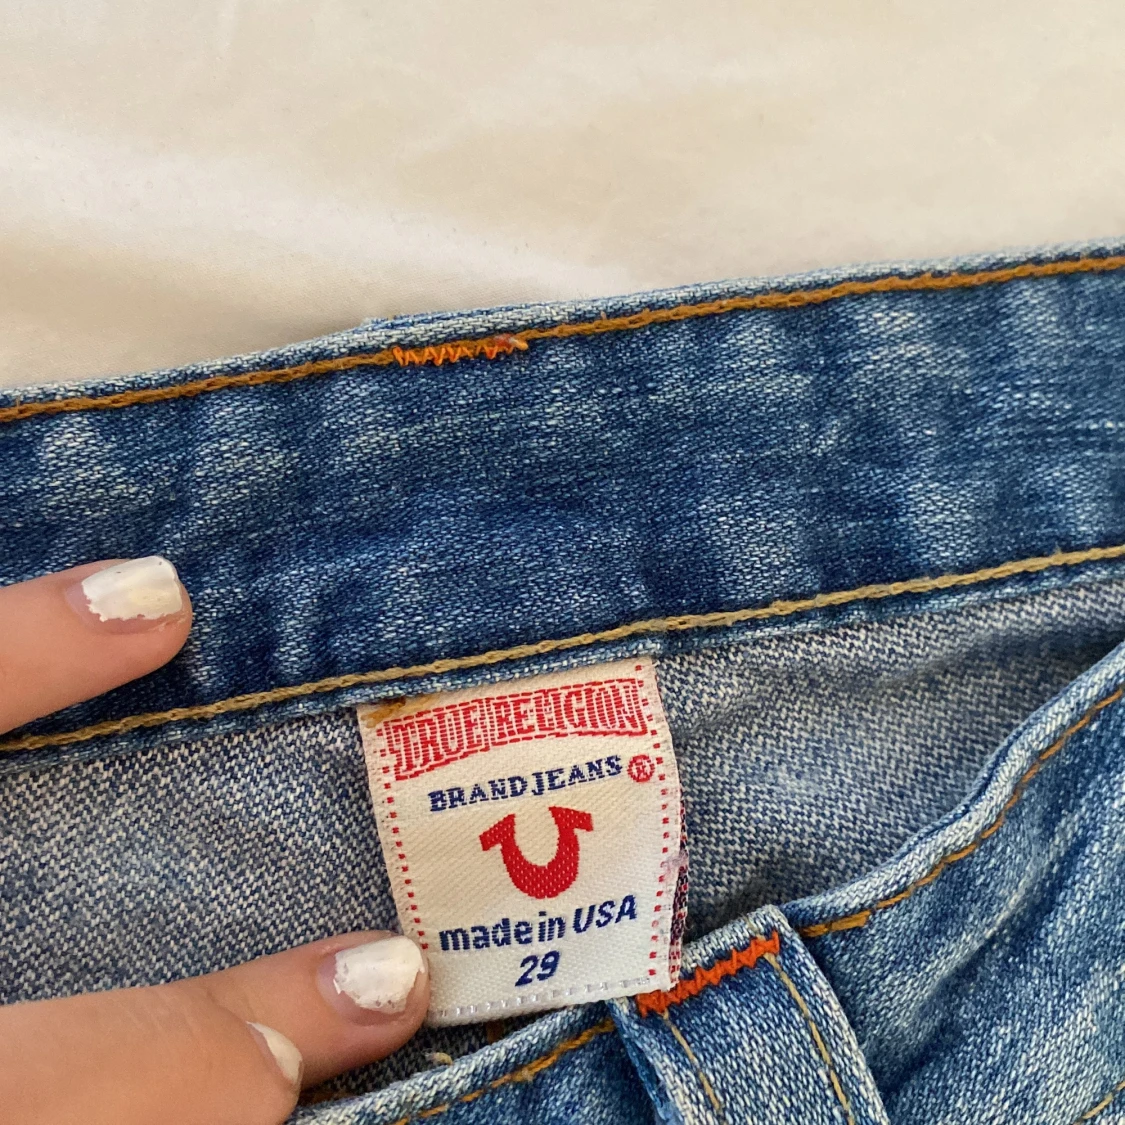 TRUE RELIGION
BRAND JEANS ®
made in USA
29